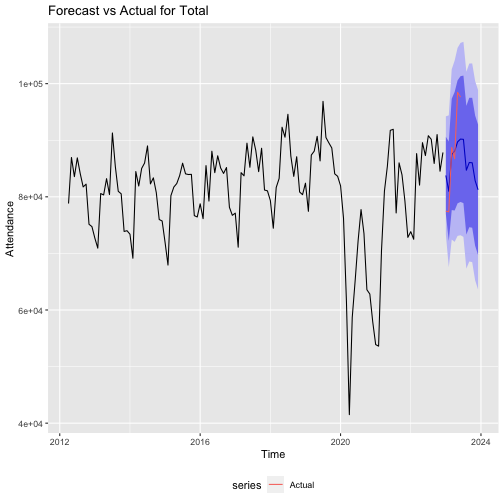 Forecast vs Actual for Total
1e+05
8e+04
6e+04
4e+04
Attendance
2012 2016 2020 2024
Time
series Actual